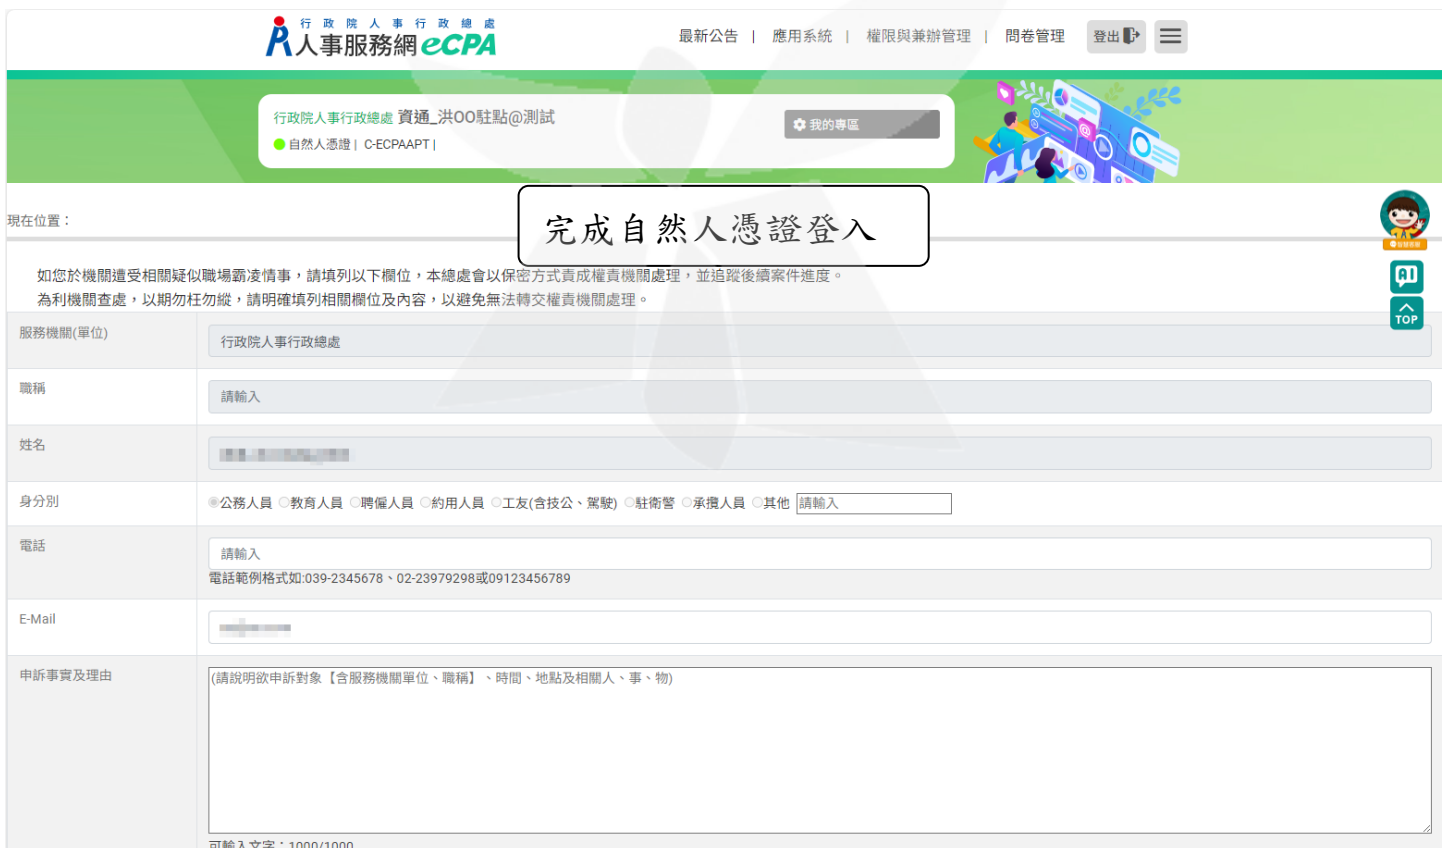 行政院人事行政總處
人事服務網 eCPA
最新公告 | 應用系統 | 權限與兼辦管理 | 問卷管理 登出
行政院人事行政總處 資通_洪OO駐點@測試
我的專區
自然人憑證 | C-ECPAAPT |
完成自然人憑證登入
現在位置：
如您於機關遭受相關疑似職場霸凌情事，請填列以下欄位，本總處會以保密方式責成權責機關處理，並追蹤後續案件進度。
為利機關查處，以期勿枉勿縱，請明確填列相關欄位及內容，以避免無法轉交權責機關處理。
AI
TOP
服務機關(單位) 行政院人事行政總處
職稱 請輸入
姓名
身分別 公務人員 教育人員 聘僱人員 約用人員 工友(含技公、駕駛) 駐衛警 承攬人員 其他 請輸入
電話 請輸入
電話範例格式如:039-2345678、02-23979298或09123456789
E-Mail
申訴事實及理由 (請說明欲申訴對象【含服務機關單位、職稱】、時間、地點及相關人、事、物)
可輸入文字：1000/1000